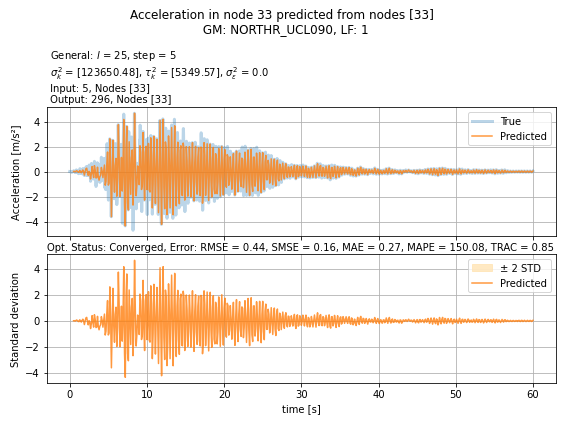 Acceleration in node 33 predicted from nodes [33]
GM: NORTHR_UCL090, LF: 1
General: l = 25, step = 5
σ²ₖ = [123650.48], τ²ₖ = [5349.57], σ²ₛ = 0.0
Input: 5, Nodes [33]
Output: 296, Nodes [33]
Acceleration [m/s²]
4
2
0
−2
−4
True
Predicted
Opt. Status: Converged, Error: RMSE = 0.44, SMSE = 0.16, MAE = 0.27, MAPE = 150.08, TRAC = 0.85
Standard deviation
4
2
0
−2
−4
± 2 STD
Predicted
0 10 20 30 40 50 60
time [s]